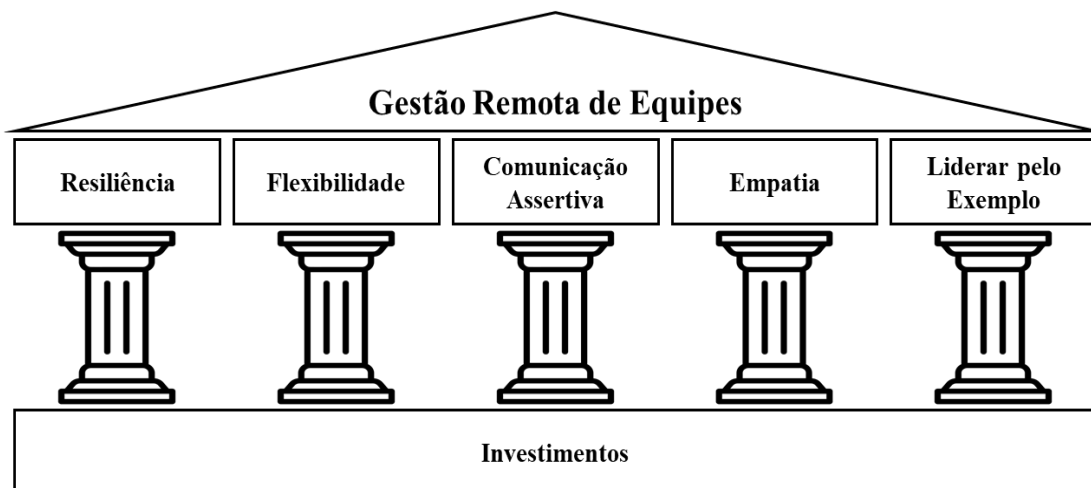 Gestão Remota de Equipes
Resiliência
Flexibilidade
Comunicação
Assertiva
Empatia
Liderar pelo
Exemplo
Investimentos